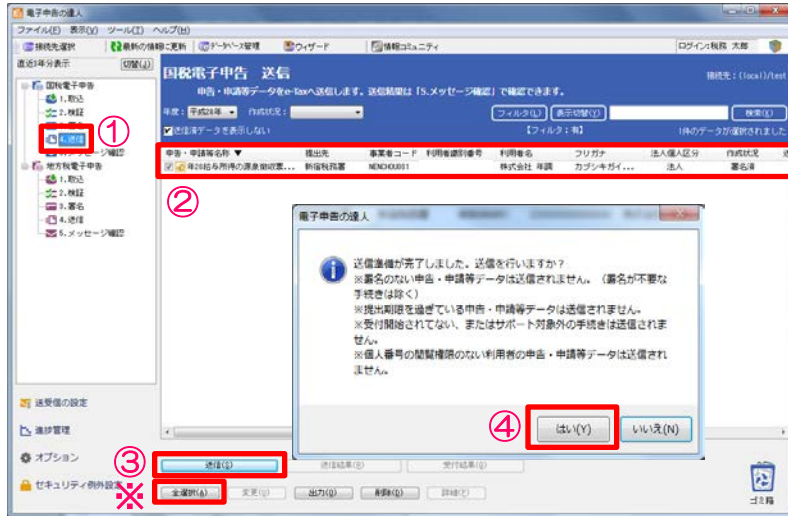 電子申告の達人
ファイル(F) 表示(V) ツール(T) ヘルプ(H)
接続先選択 最新の情報に更新 データベース管理 ウィザード 情報コミュニティ ログイン:税務 太郎
直近3年分表示 切替(J)
国税電子申告
1.取込
2.検証
4.送信
①
地方税電子申告
1.取込
2.検証
3.署名
4.送信
5.メッセージ確認
送受信の設定
進捗管理
オプション
セキュリティ例外設定
国税電子申告 送信
接続先:((local))/test
申告・申請等データをe-Taxへ送信します。送信結果は「5.メッセージ確認」で確認できます。
年度: 平成28年 作成状況:
フィルタ(L) 表示切替(Y) 検索(K)
送信済データを表示しない 【フィルタ:無】 1件のデータが選択されました
申告・申請等名称 ▼ 提出先 事業者コード 利用者識別番号 利用者名 フリガナ 法人個人区分 作成状況
年28給与所得の源泉徴収票... 新宿税務署 NENCHOU001 株式会社 年調 カブシキガイ... 法人 署名済
②
電子申告の達人
送信準備が完了しました。送信を行いますか?
※署名のない申告・申請等データは送信されません。(署名が不要な
手続きは除く)
※提出期限を過ぎている申告・申請等データは送信されません。
※受付開始されてない、またはサポート対象外の手続きは送信されま
せん。
※個人番号の閲覧権限のない利用者の申告・申請等データは送信され
ません。
④ はい(Y) いいえ(N)
③ 送信(S) 送信結果(R) 受付結果(Q)
※ 全選択(A) 変更(U) 出力(O) 削除(D) 詳細(E)
ゴミ箱